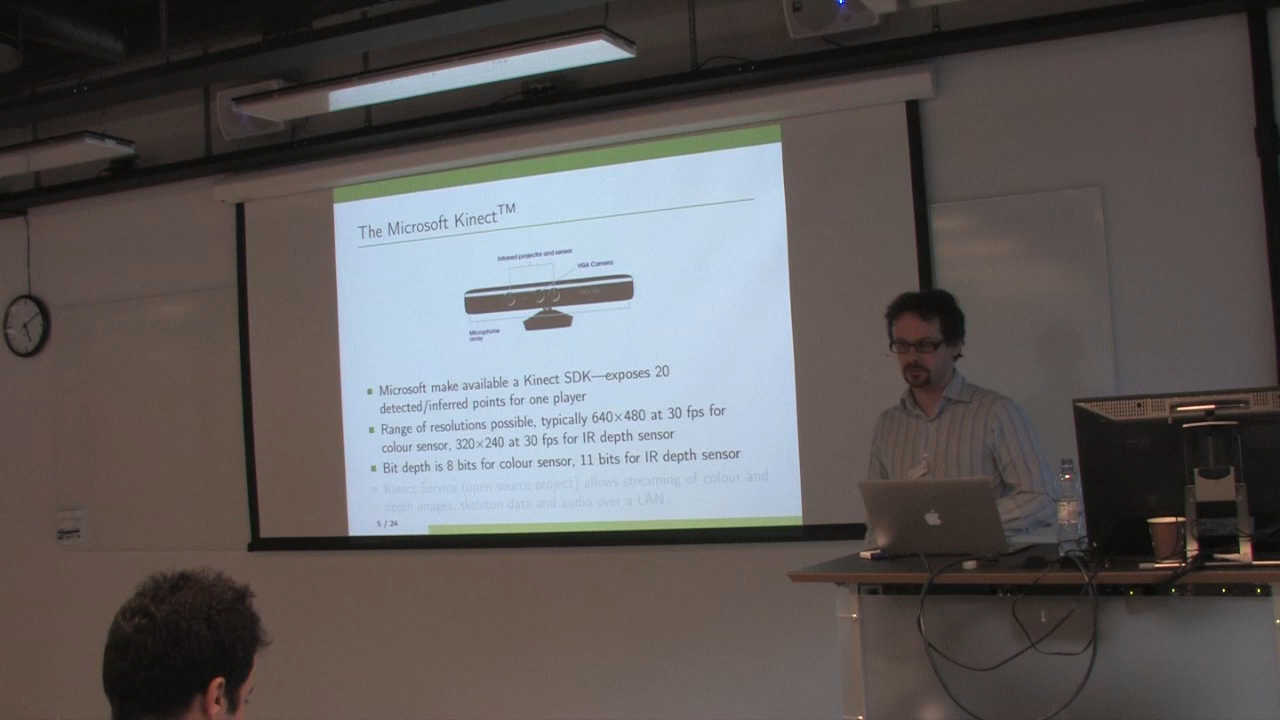 The Microsoft Kinect™
Infrared projector and sensor
VGA Camera
Microphone
array
Microsoft make available a Kinect SDK—exposes 20
detected/inferred points for one player
Range of resolutions possible, typically 640×480 at 30 fps for
colour sensor, 320×240 at 30 fps for IR depth sensor
Bit depth is 8 bits for colour sensor, 11 bits for IR depth sensor
Kinect Service (open source project) allows streaming of colour and
depth images, skeleton data and audio over a LAN
5 / 24